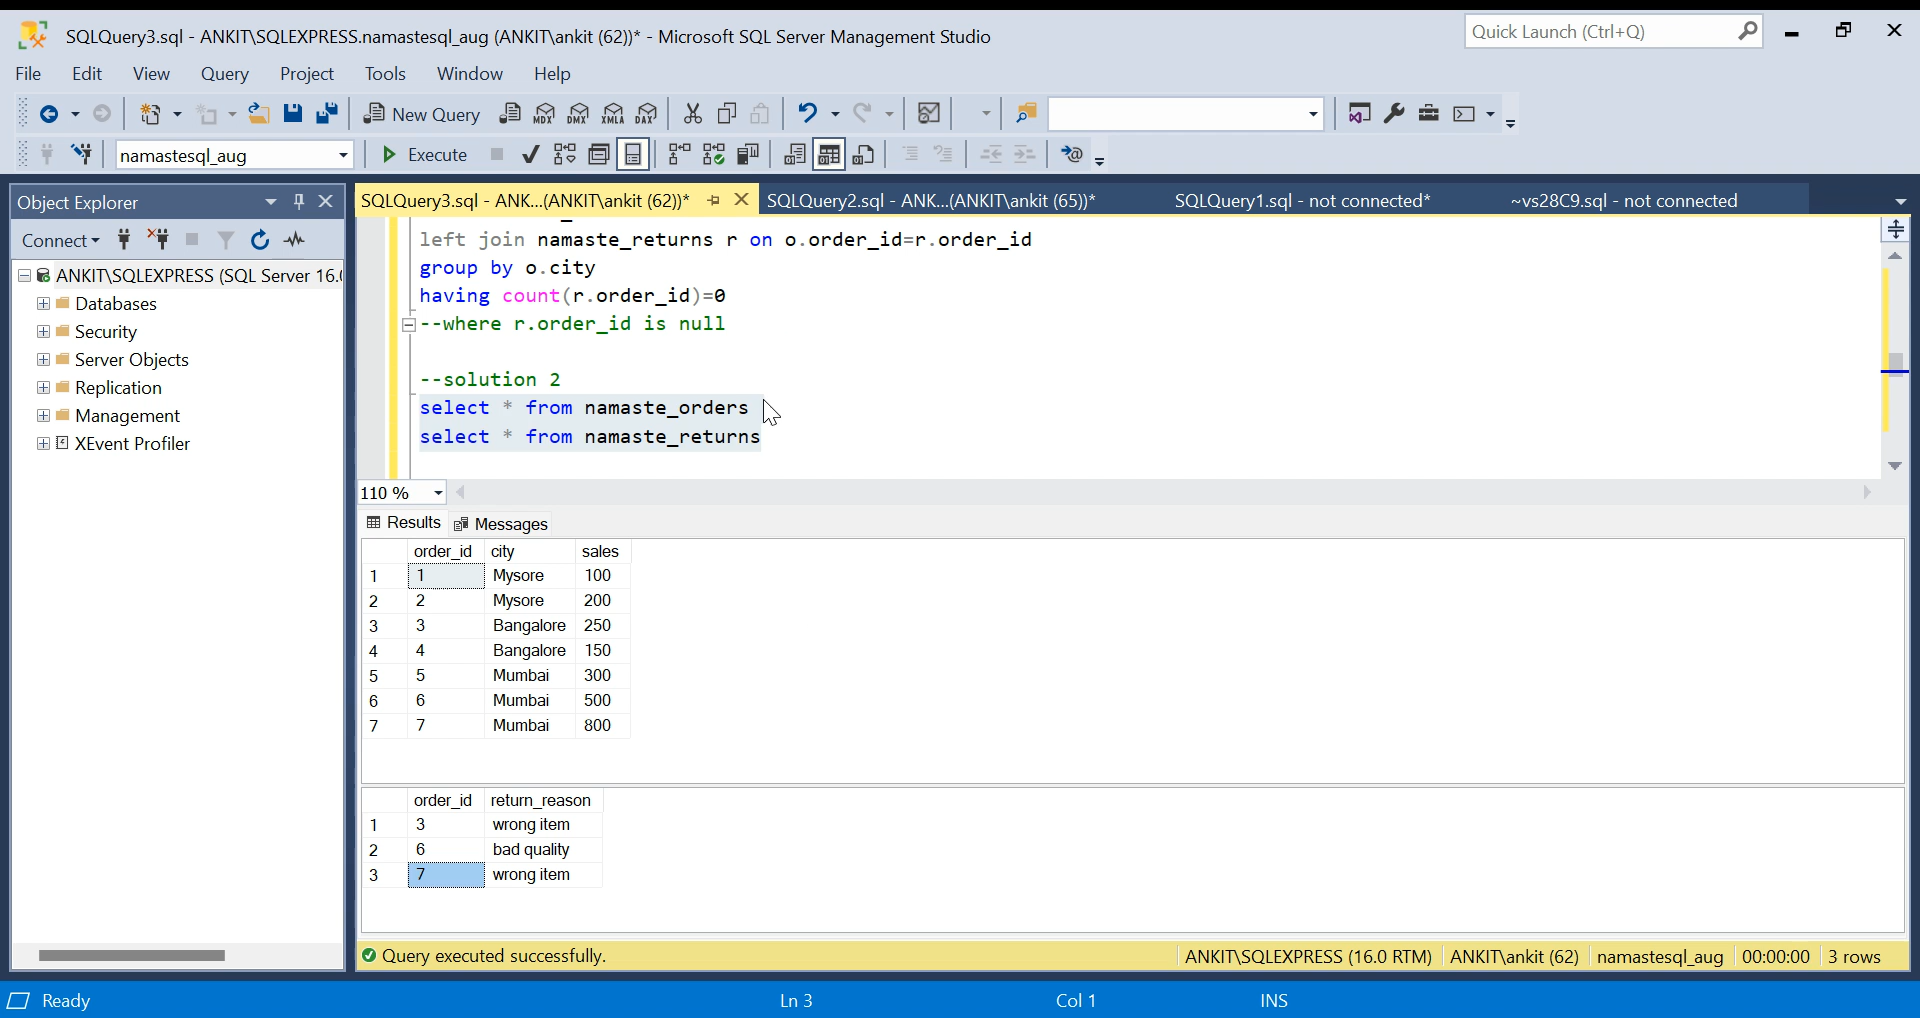 SQLQuery3.sql - ANKIT\SQLEXPRESS.namastesql_aug (ANKIT\ankit (62))* - Microsoft SQL Server Management Studio
Quick Launch (Ctrl+Q)
File Edit View Query Project Tools Window Help
New Query MDX DMX XMLA DAX
namastesql_aug Execute
Object Explorer
SQLQuery3.sql - ANK...(ANKIT\ankit (62))* SQLQuery2.sql - ANK...(ANKIT\ankit (65))* SQLQuery1.sql - not connected* ~vs28C9.sql - not connected
Connect
ANKIT\SQLEXPRESS (SQL Server 16.
Databases
Security
Server Objects
Replication
Management
XEvent Profiler
left join namaste_returns r on o.order_id=r.order_id
group by o.city
having count(r.order_id)=0
--where r.order_id is null
--solution 2
select * from namaste_orders
select * from namaste_returns
110 %
Results Messages
order_id city sales
1 1 Mysore 100
2 2 Mysore 200
3 3 Bangalore 250
4 4 Bangalore 150
5 5 Mumbai 300
6 6 Mumbai 500
7 7 Mumbai 800
order_id return_reason
1 3 wrong item
2 6 bad quality
3 7 wrong item
Query executed successfully. ANKIT\SQLEXPRESS (16.0 RTM) ANKIT\ankit (62) namastesql_aug 00:00:00 3 rows
Ready Ln 3 Col 1 INS